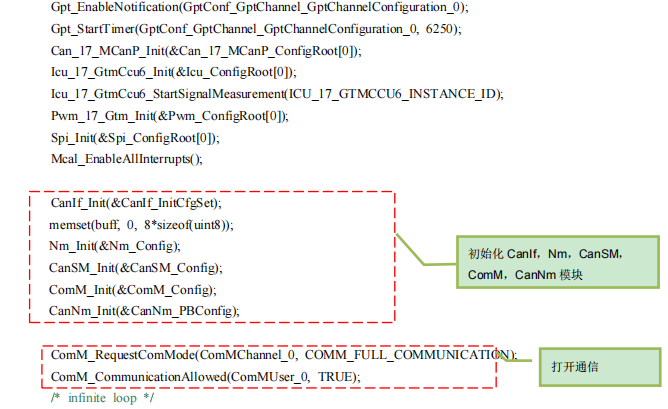 Gpt_EnableNotification(GptConf_GptChannel_GptChannelConfiguration_0);
Gpt_StartTimer(GptConf_GptChannel_GptChannelConfiguration_0, 6250);
Can_17_MCanP_Init(&Can_17_MCanP_ConfigRoot[0]);
Icu_17_GtmCcu6_Init(&Icu_ConfigRoot[0]);
Icu_17_GtmCcu6_StartSignalMeasurement(ICU_17_GTMCCU6_INSTANCE_ID);
Pwm_17_Gtm_Init(&Pwm_ConfigRoot[0]);
Spi_Init(&Spi_ConfigRoot[0]);
Mcal_EnableAllInterrupts();
CanIf_Init(&CanIf_InitCfgSet);
memset(buff, 0, 8*sizeof(uint8));
Nm_Init(&Nm_Config);
CanSM_Init(&CanSM_Config);
ComM_Init(&ComM_Config);
CanNm_Init(&CanNm_PBConfig);
初始化 CanIf，Nm，CanSM，
ComM，CanNm 模块
ComM_RequestComMode(ComMChannel_0, COMM_FULL_COMMUNICATION);
ComM_CommunicationAllowed(ComMUser_0, TRUE);
打开通信
/* infinite loop */